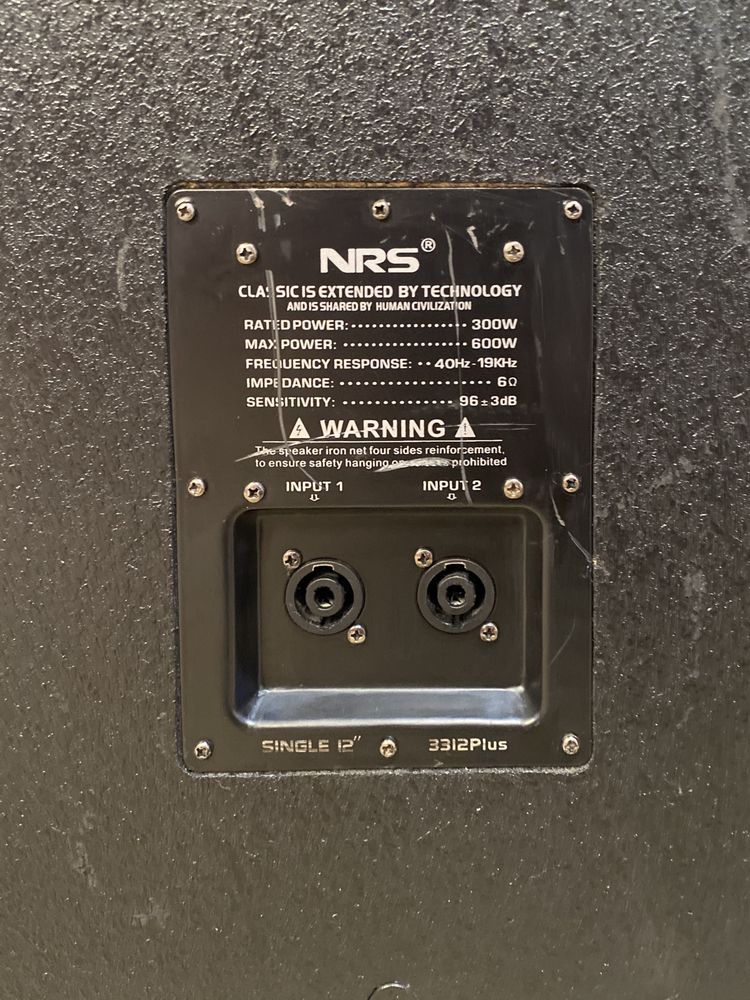 NRS®
CLASSIC IS EXTENDED BY TECHNOLOGY
AND IS SHARED BY HUMAN CIVILIZATION
RATED POWER: 300W
MAX POWER: 600W
FREQUENCY RESPONSE: 40Hz-19KHz
IMPEDANCE: 6Ω
SENSITIVITY: 96±3dB
WARNING
The speaker iron net four sides reinforcement,
to ensure safety hanging prohibited
INPUT 1 INPUT 2
SINGLE 12" 3312Plus